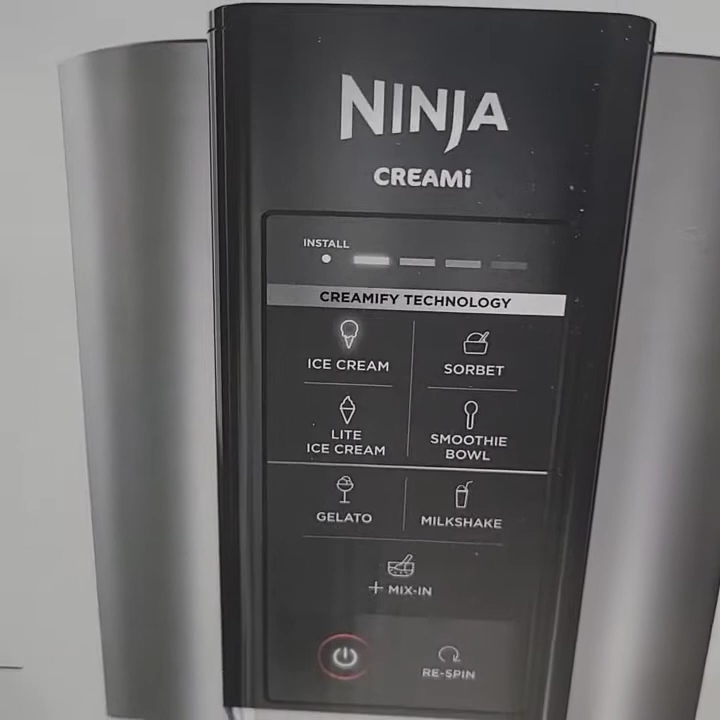 NINJA
CREAMi
INSTALL
CREAMIFY TECHNOLOGY
ICE CREAM
SORBET
LITE
ICE CREAM
SMOOTHIE
BOWL
GELATO
MILKSHAKE
+ MIX-IN
RE-SPIN